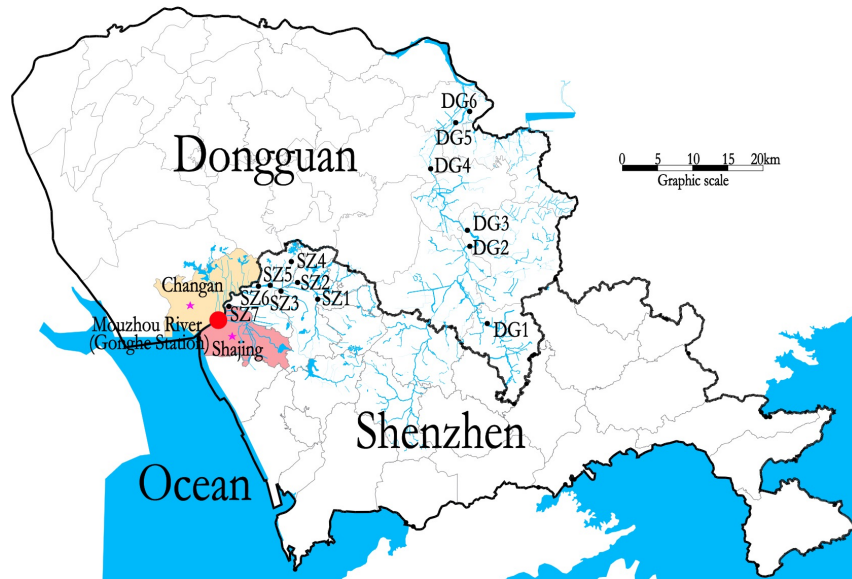 DG6
DG5
Dongguan
DG4
0 5 10 15 20km
Graphic scale
DG3
DG2
SZ4
SZ5
SZ2
Changan
SZ6
SZ3
SZ1
SZ7
Mouzhou River
(Gonghe Station)
Shajing
DG1
Shenzhen
Ocean